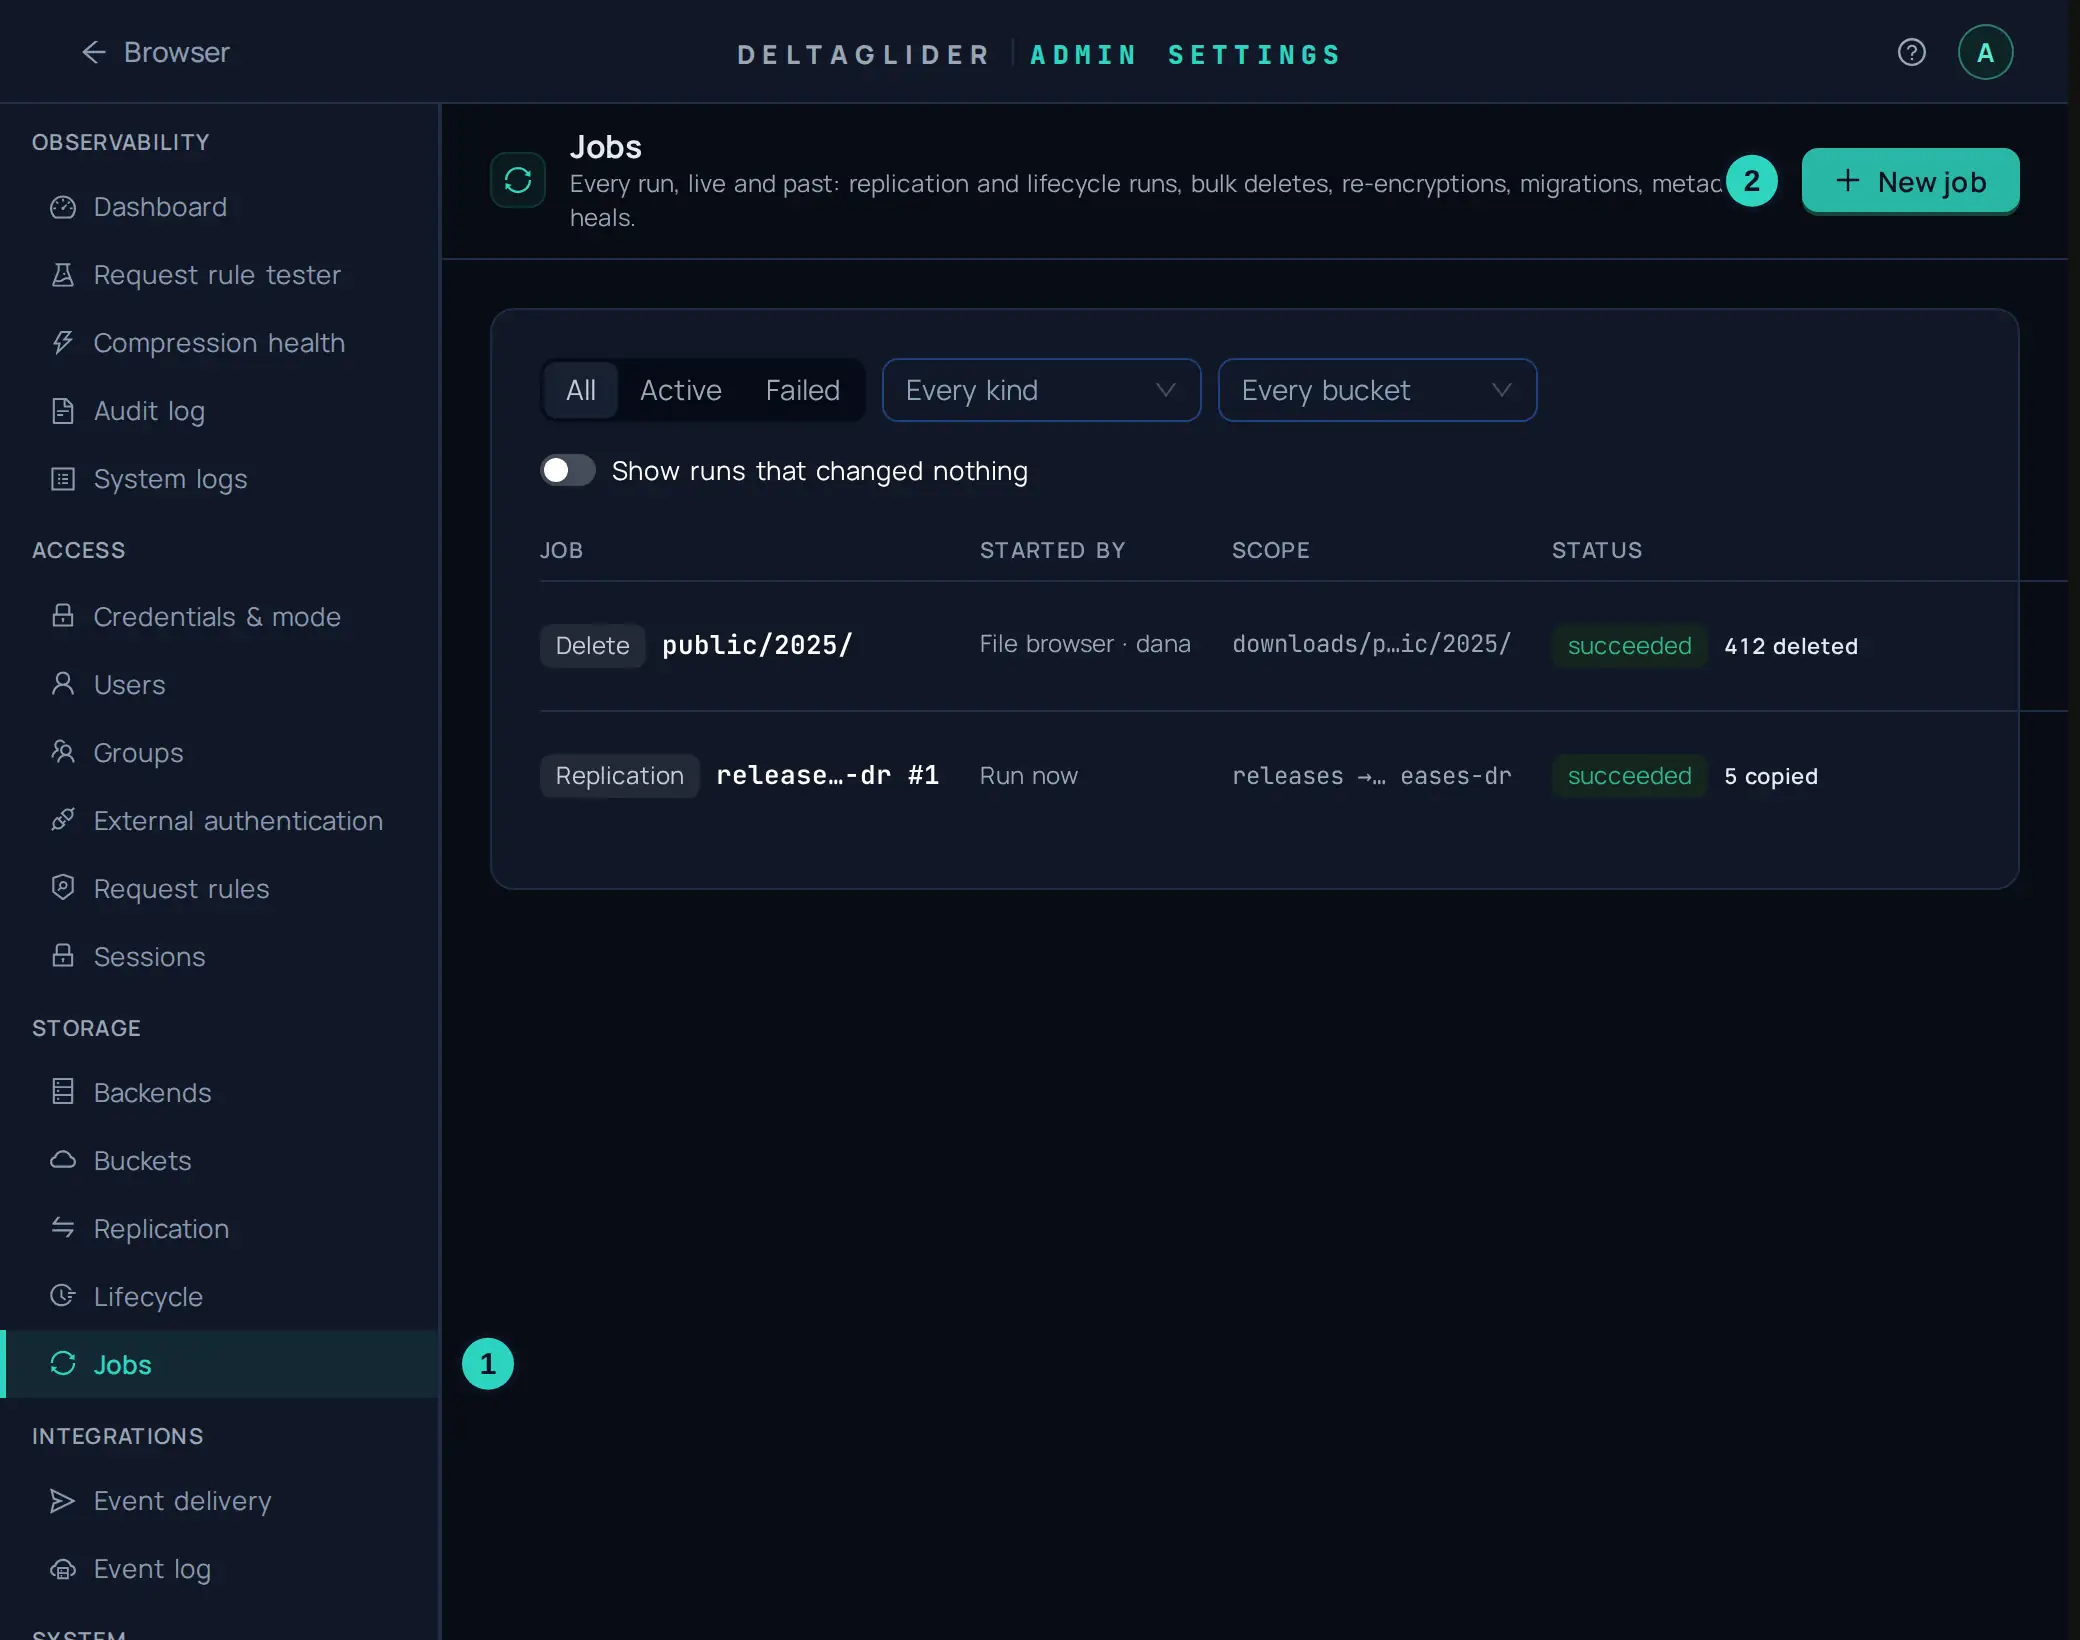 Browser
DELTAGLIDER ADMIN SETTINGS
A
OBSERVABILITY
Dashboard
Request rule tester
Compression health
Audit log
System logs
ACCESS
Credentials & mode
Users
Groups
External authentication
Request rules
Sessions
STORAGE
Backends
Buckets
Replication
Lifecycle
Jobs
INTEGRATIONS
Event delivery
Event log
SYSTEM
1
Jobs
Every run, live and past: replication and lifecycle runs, bulk deletes, re-encryptions, migrations,
heals.
2
New job
All Active Failed Every kind Every bucket
Show runs that changed nothing
JOB STARTED BY SCOPE STATUS
Delete public/2025/ File browser · dana downloads/p…ic/2025/ succeeded 412 deleted
Replication release…-dr #1 Run now releases →… eases-dr succeeded 5 copied